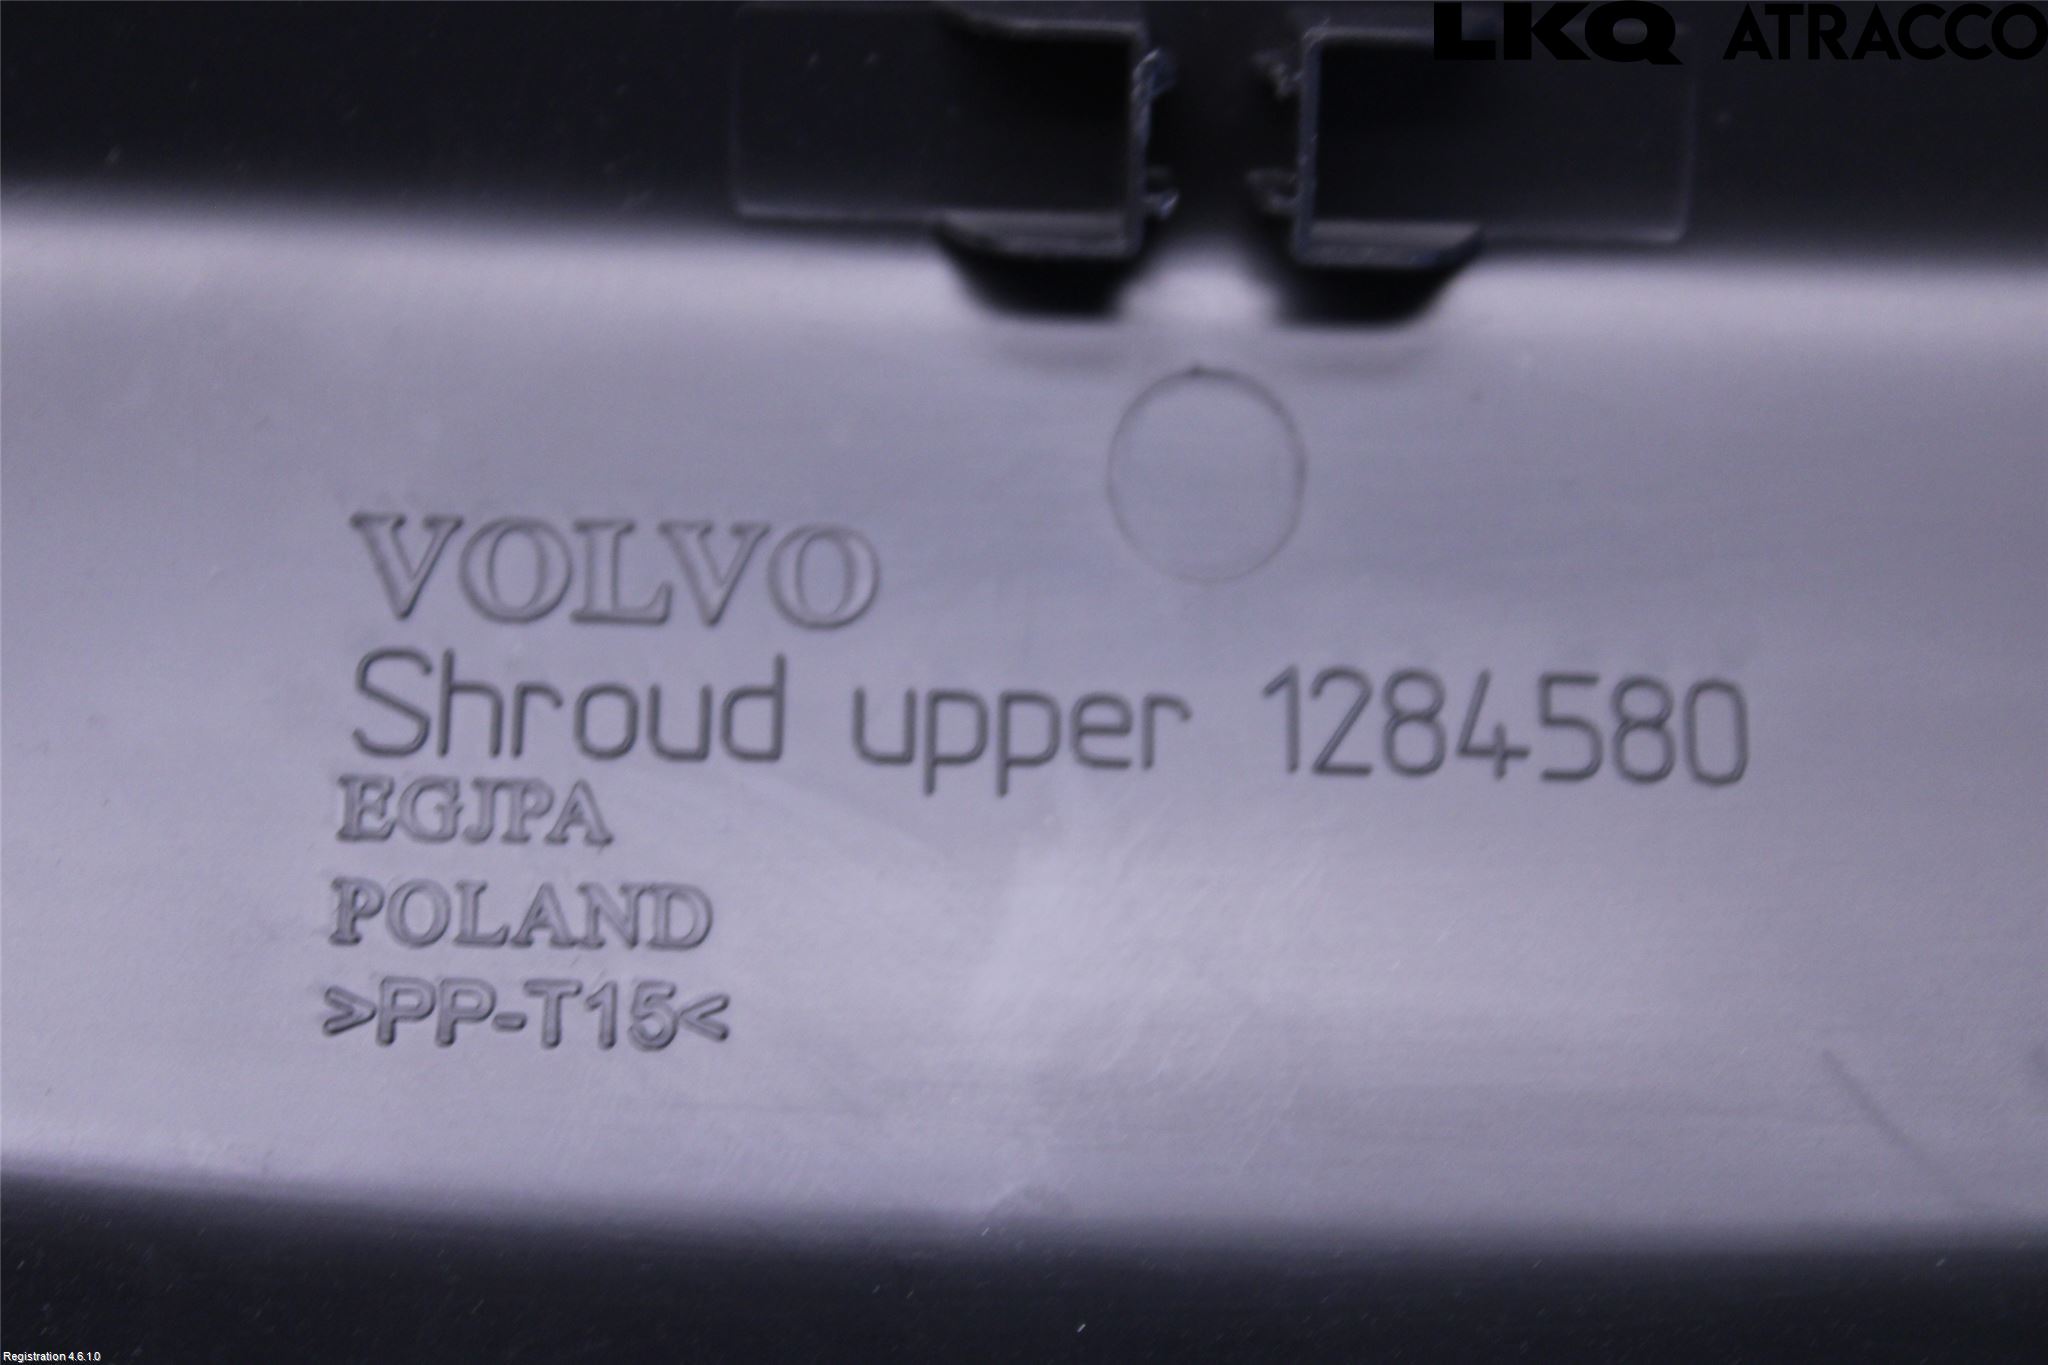 LKQ ATRACCO
VOLVO
Shroud upper 1284580
EGJPA
POLAND
>PP-T15<
Registration 4.6.1.0